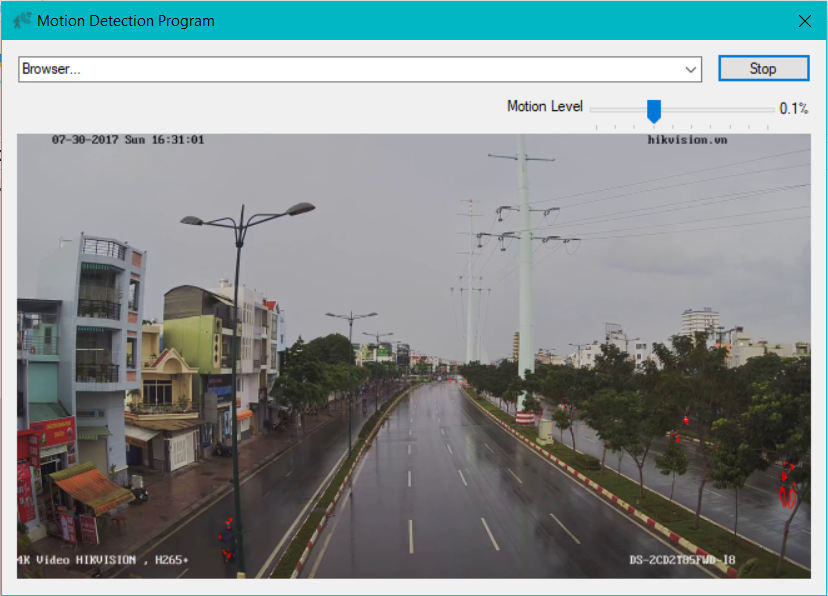 Motion Detection Program
Browser...
Stop
Motion Level
0.1%
07-30-2017 Sun 16:31:01
hikvision.vn
4K Video HIKVISION , H265+
DS-2CD2T85FWD-I8